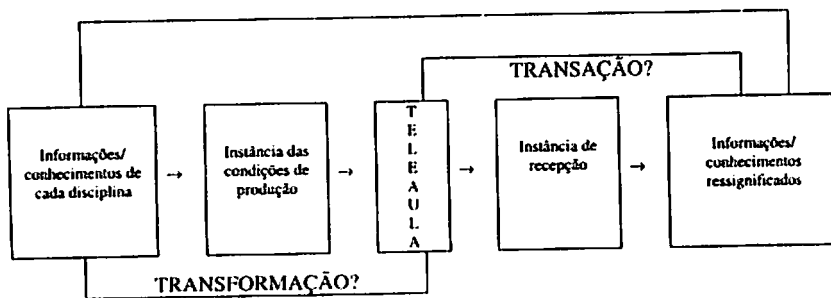 TRANSAÇÃO?
Informações/
conhecimentos de
cada disciplina
→
Instância das
condições de
produção
→
T
E
L
E
A
U
L
A
→
Instância de
recepção
→
Informações/
conhecimentos
ressignificados
TRANSFORMAÇÃO?